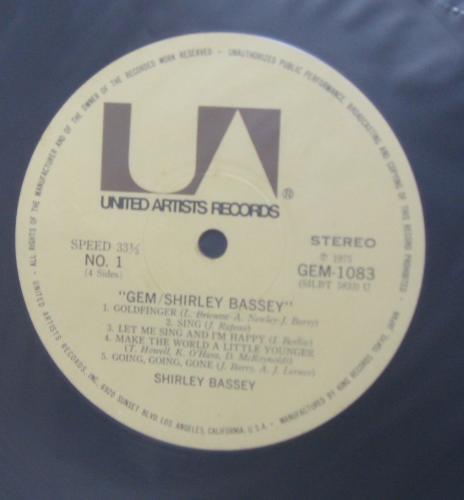 ALL RIGHTS OF THE MANUFACTURER AND OF THE OWNER OF THE RECORDED WORK RESERVED - UNAUTHORIZED PUBLIC PERFORMANCE, BROADCASTING AND COPYING OF THIS RECORD PROHIBITED
UA
UNITED ARTISTS RECORDS ®
SPEED 33⅓
NO. 1
(4 Sides)
STEREO
℗ 1975
GEM-1083
(SILBT 5833) U
"GEM/SHIRLEY BASSEY"
1. GOLDFINGER (L. Bricusse A. Newley-J. Barry)
2. SING (J. Raposo)
3. LET ME SING AND I'M HAPPY (I. Berlin)
4. MAKE THE WORLD A LITTLE YOUNGER
(T. Howell, K. O'Hara, D. McReynolds)
5. GOING, GOING, GONE (J. Barry, A. J. Lerner)
SHIRLEY BASSEY
UNITED ARTISTS RECORDS, INC., 6920 SUNSET BLVD. LOS ANGELES, CALIFORNIA, U.S.A. • MANUFACTURED BY KING RECORDS TOKYO,